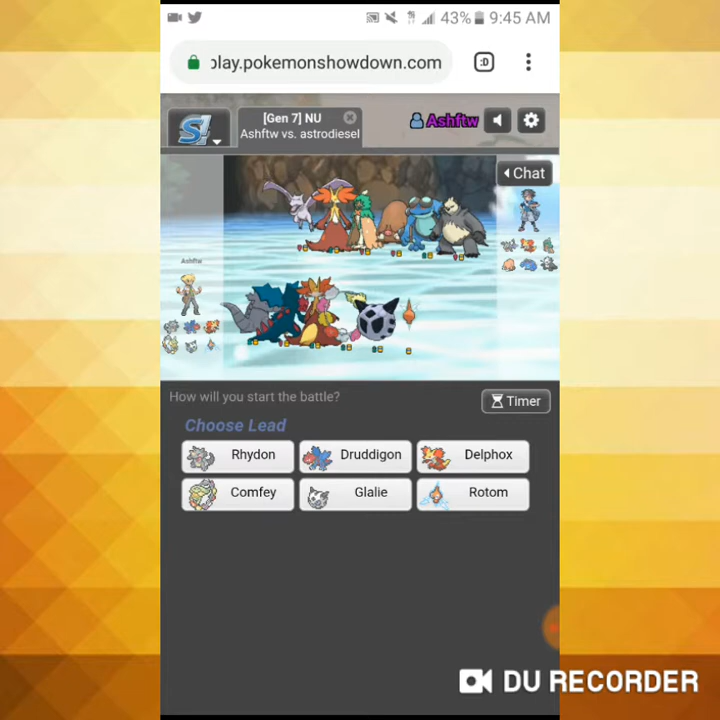 43% 9:45 AM
play.pokemonshowdown.com
:D
S!
[Gen 7] NU
Ashftw vs. astrodiesel
Ashftw
Chat
Ashftw
How will you start the battle?
Timer
Choose Lead
Rhydon
Druddigon
Delphox
Comfey
Glalie
Rotom
DU RECORDER